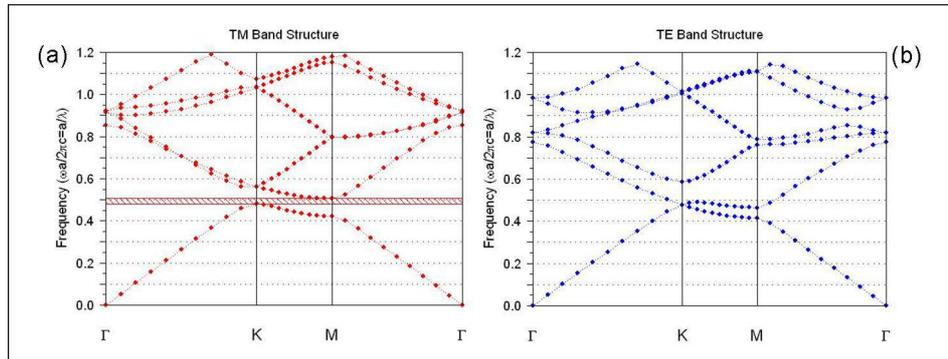 (a)
TM Band Structure
Frequency (ωa/2πc=a/λ)
1.2
1.0
0.8
0.6
0.4
0.2
0.0
Γ K M Γ
TE Band Structure
(b)
Frequency (ωa/2πc=a/λ)
1.2
1.0
0.8
0.6
0.4
0.2
0.0
Γ K M Γ